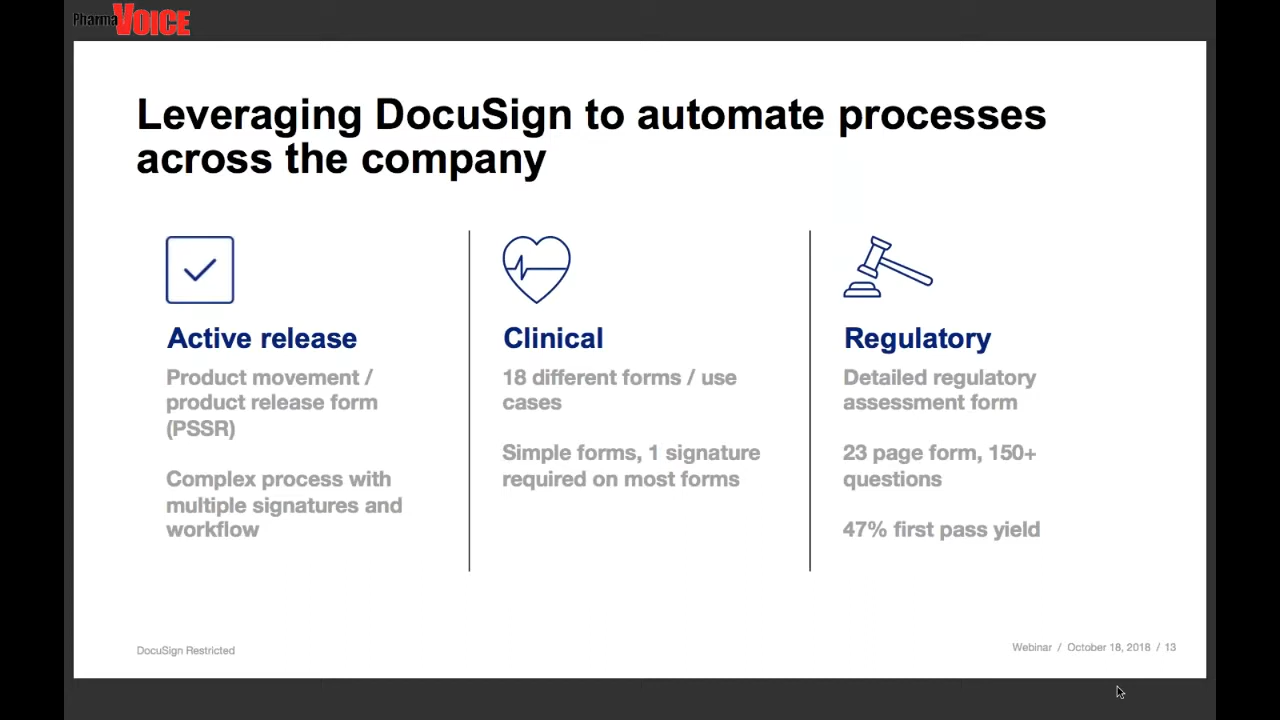 PharmaVOICE
Leveraging DocuSign to automate processes
across the company
Active release
Product movement /
product release form
(PSSR)
Complex process with
multiple signatures and
workflow
Clinical
18 different forms / use
cases
Simple forms, 1 signature
required on most forms
Regulatory
Detailed regulatory
assessment form
23 page form, 150+
questions
47% first pass yield
DocuSign Restricted
Webinar / October 18, 2018 / 13